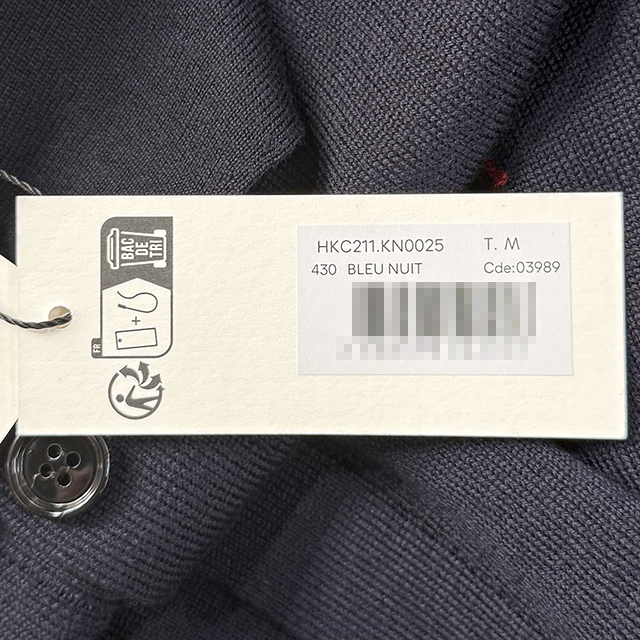 BAC
DE
TRI
FR
HKC211.KN0025 T. M
430 BLEU NUIT Cde:03989